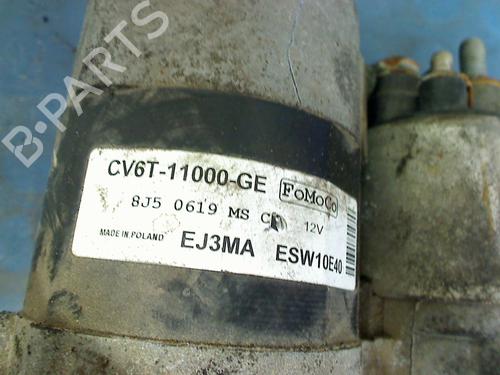 B-PARTS
CV6T-11000-GE FoMoCo
8J5 0619 MS C 12V
MADE IN POLAND EJ3MA ESW10E40